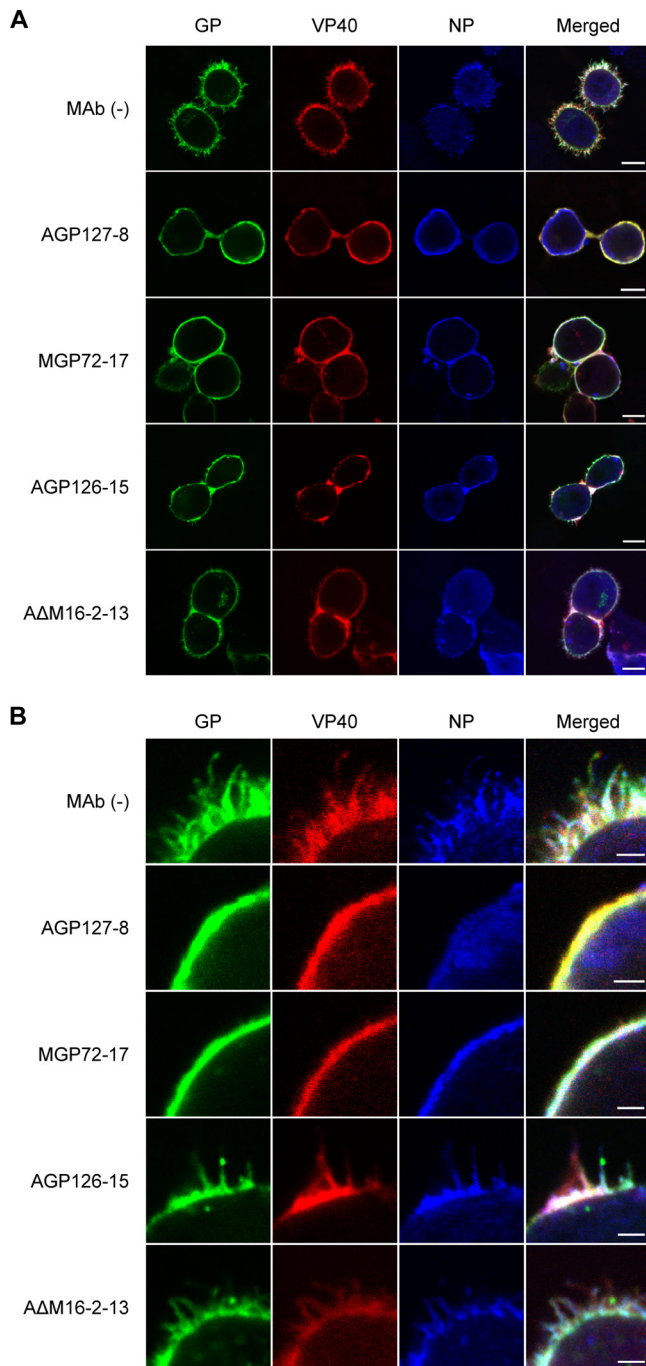 A
GP VP40 NP Merged
MAb (-)
AGP127-8
MGP72-17
AGP126-15
AΔM16-2-13
B
GP VP40 NP Merged
MAb (-)
AGP127-8
MGP72-17
AGP126-15
AΔM16-2-13